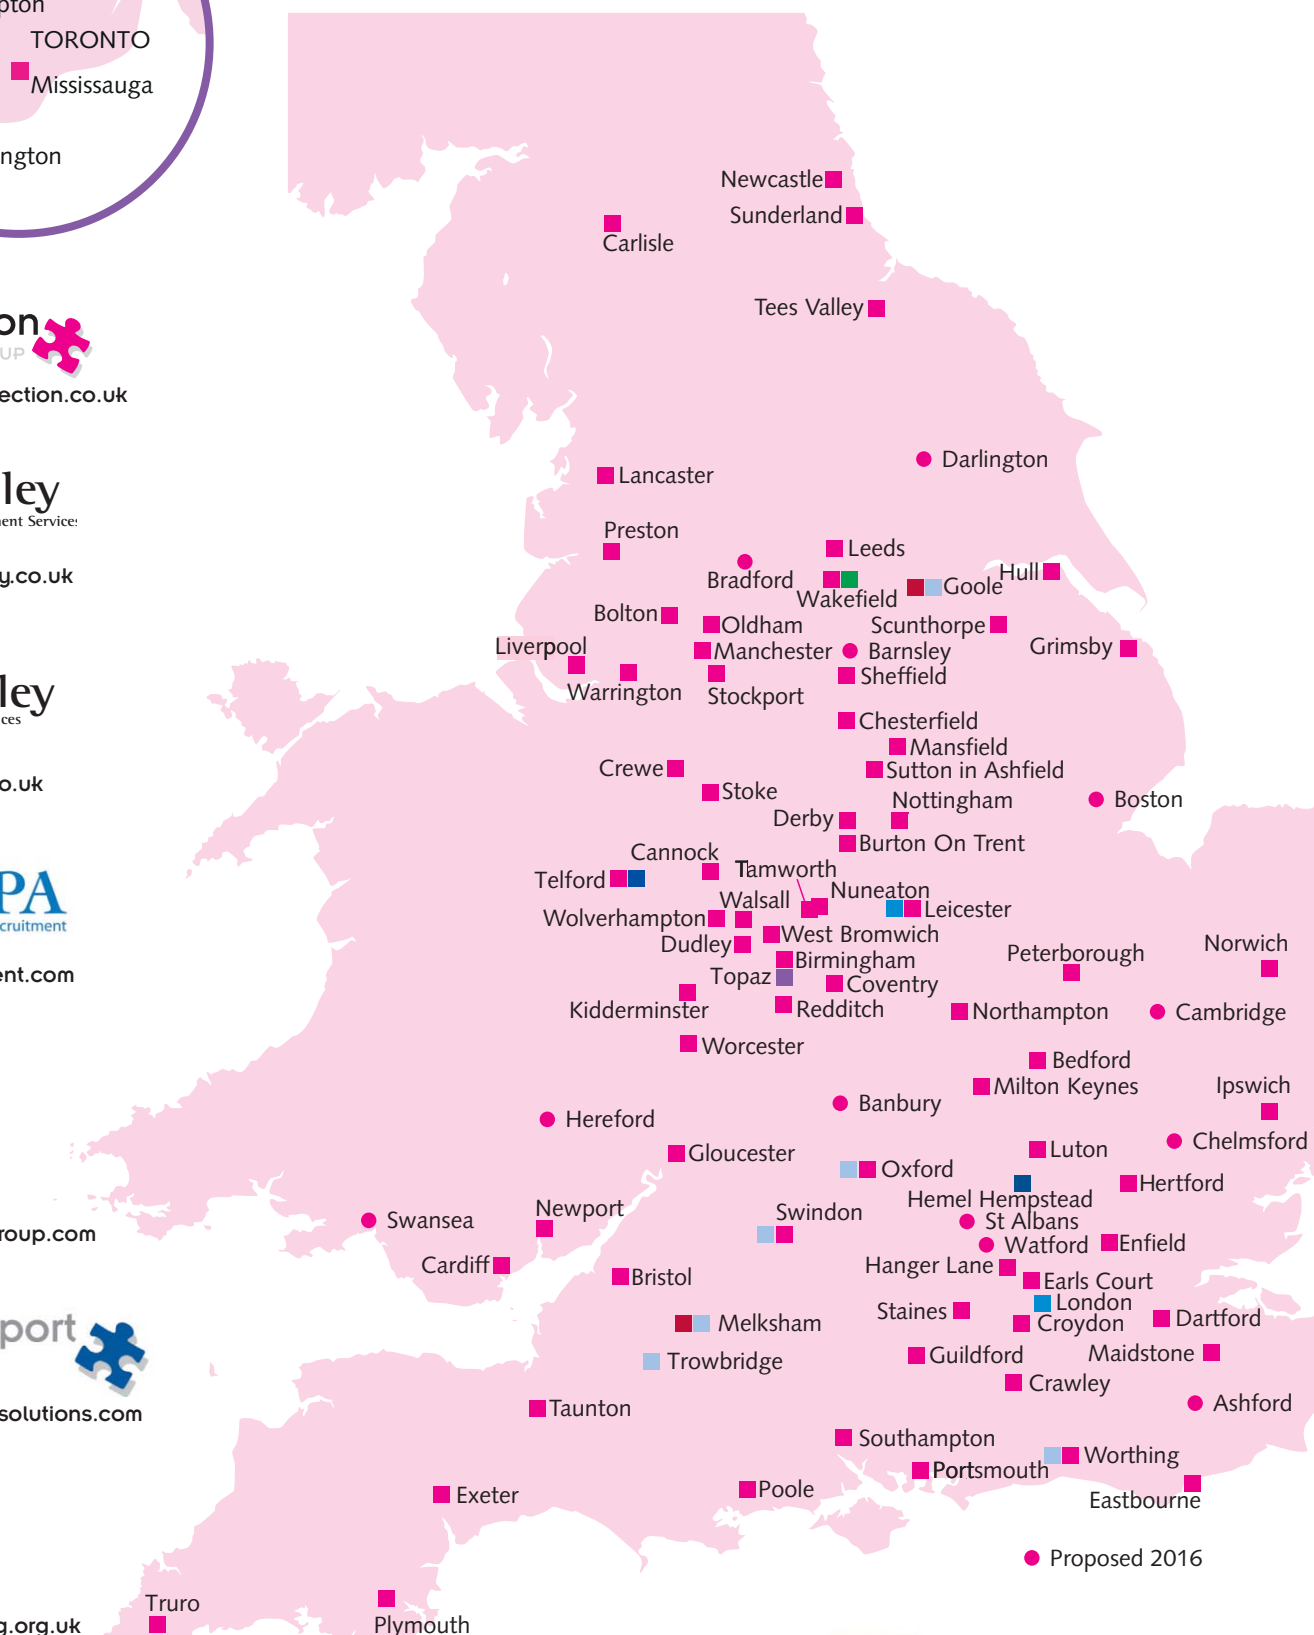 TORONTO
Mississauga
Newcastle
Sunderland
Carlisle
Tees Valley
ection.co.uk
Darlington
Lancaster
ley
Preston
Leeds
Bradford
y.co.uk
Hull
Goole
Wakefield
Bolton
Oldham
Scunthorpe
Liverpool
Manchester
Barnsley
Grimsby
Sheffield
Warrington
Stockport
ley
ces
Chesterfield
Mansfield
Crewe
Sutton in Ashfield
o.uk
Stoke
Nottingham
Boston
Derby
Burton On Trent
Cannock
Tamworth
Telford
Nuneaton
PA
cruitment
Walsall
Leicester
Wolverhampton
West Bromwich
Dudley
Norwich
Peterborough
Birmingham
Topaz
ent.com
Coventry
Kidderminster
Redditch
Northampton
Cambridge
Worcester
Bedford
Milton Keynes
Ipswich
Banbury
Hereford
Chelmsford
Gloucester
Luton
Oxford
Hertford
Hemel Hempstead
Newport
Swindon
Swansea
St Albans
roup.com
Watford
Enfield
Cardiff
Hanger Lane
Bristol
Earls Court
London
Staines
Dartford
Melksham
Croydon
port
Trowbridge
Guildford
Maidstone
Crawley
Ashford
Taunton
solutions.com
Southampton
Worthing
Portsmouth
Poole
Exeter
Eastbourne
Proposed 2016
Truro
Plymouth
g.org.uk